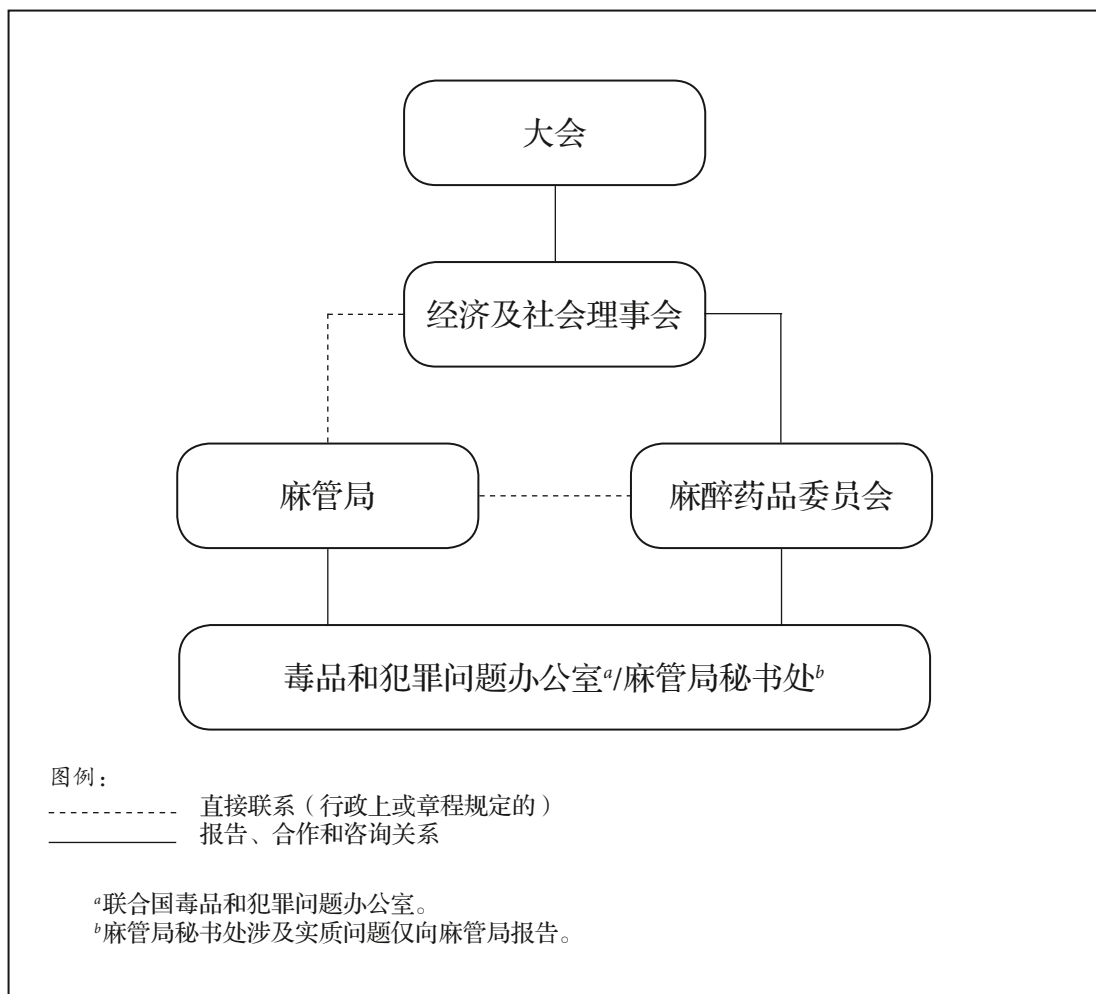 大会
经济及社会理事会
麻管局
麻醉药品委员会
毒品和犯罪问题办公室a/麻管局秘书处b
图例：
直接联系（行政上或章程规定的）
报告、合作和咨询关系
a联合国毒品和犯罪问题办公室。
b麻管局秘书处涉及实质问题仅向麻管局报告。